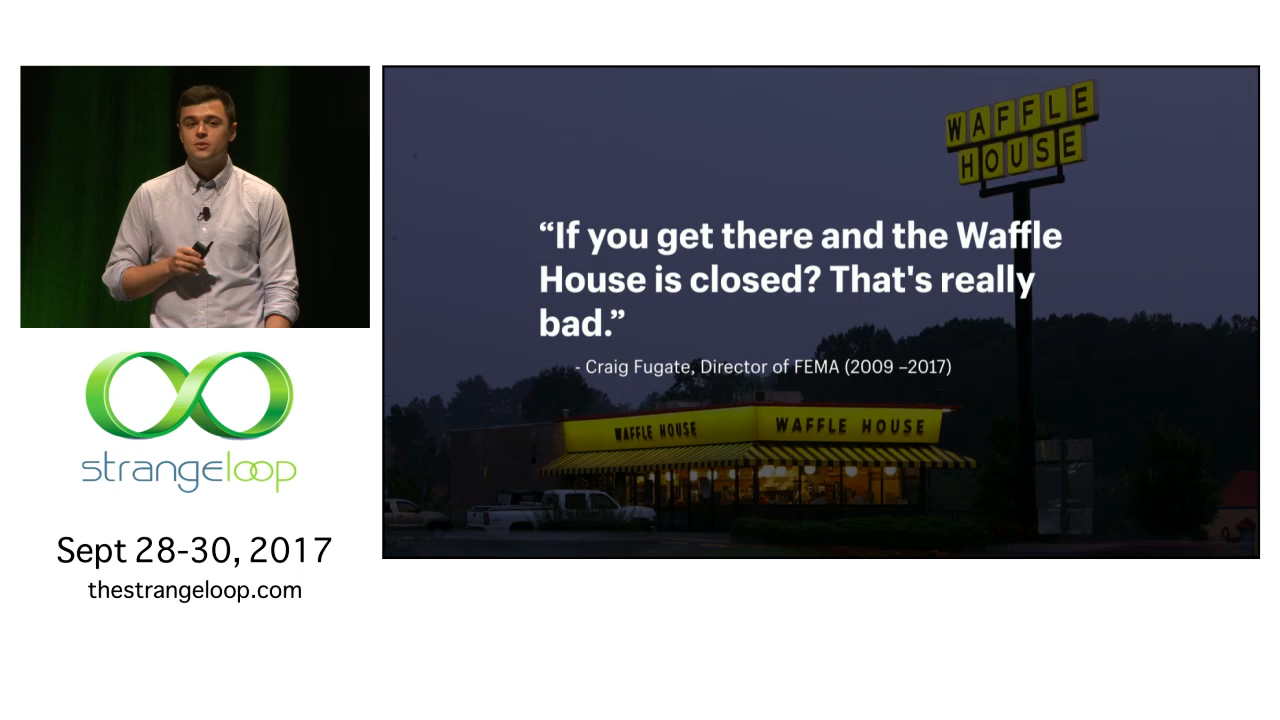 WAFFLE
HOUSE
“If you get there and the Waffle
House is closed? That's really
bad.”
- Craig Fugate, Director of FEMA (2009 –2017)
WAFFLE HOUSE
WAFFLE HOUSE
strangeloop
Sept 28-30, 2017
thestrangeloop.com